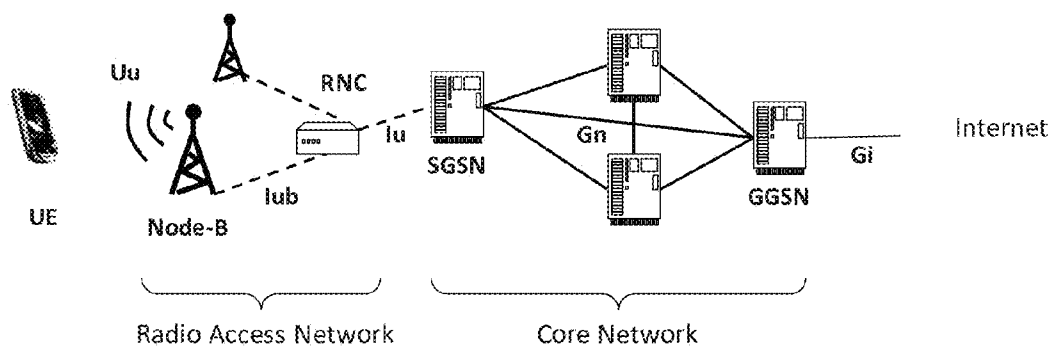 Uu
RNC
Iu
SGSN
Gn
GGSN
Gi
Internet
UE
Node-B
Iub
Radio Access Network
Core Network